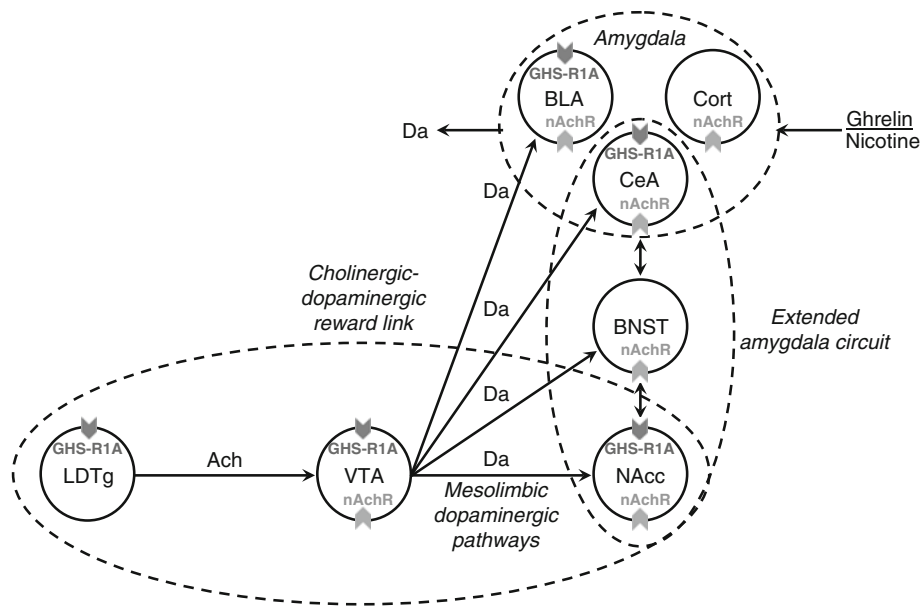 Amygdala
GHS-R1A
BLA
nAchR
Cort
nAchR
Da
Ghrelin
Nicotine
GHS-R1A
CeA
nAchR
Da
Cholinergic-
dopaminergic
reward link
Da
BNST
nAchR
Extended
amygdala circuit
Da
GHS-R1A
LDTg
Ach
GHS-R1A
VTA
nAchR
Da
Mesolimbic
dopaminergic
pathways
GHS-R1A
NAcc
nAchR